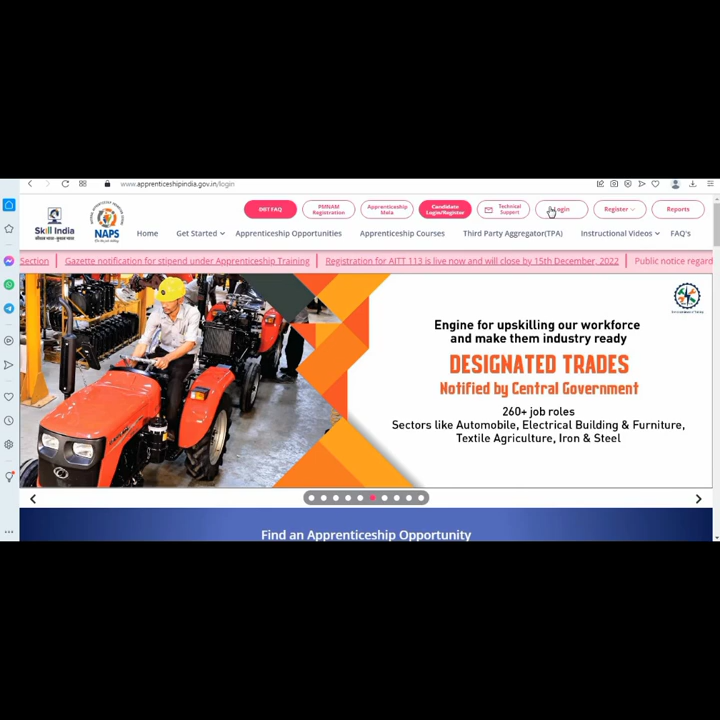 www.apprenticeshipindia.gov.in/login
PMNAM
Registration
Apprenticeship
Mela
Candidate
Login/Register
Technical
Support
Login
Register
Reports
Skill India
कौशल भारत - कुशल भारत
NAPS
Home
Get Started
Apprenticeship Opportunities
Apprenticeship Courses
Third Party Aggregator(TPA)
Instructional Videos
FAQ's
Section
Gazette notification for stipend under Apprenticeship Training
Registration for AITT 113 is live now and will close by 15th December, 2022
Public notice regard
Engine for upskilling our workforce
and make them industry ready
DESIGNATED TRADES
Notified by Central Government
260+ job roles
Sectors like Automobile, Electrical Building & Furniture,
Textile Agriculture, Iron & Steel
Find an Apprenticeship Opportunity